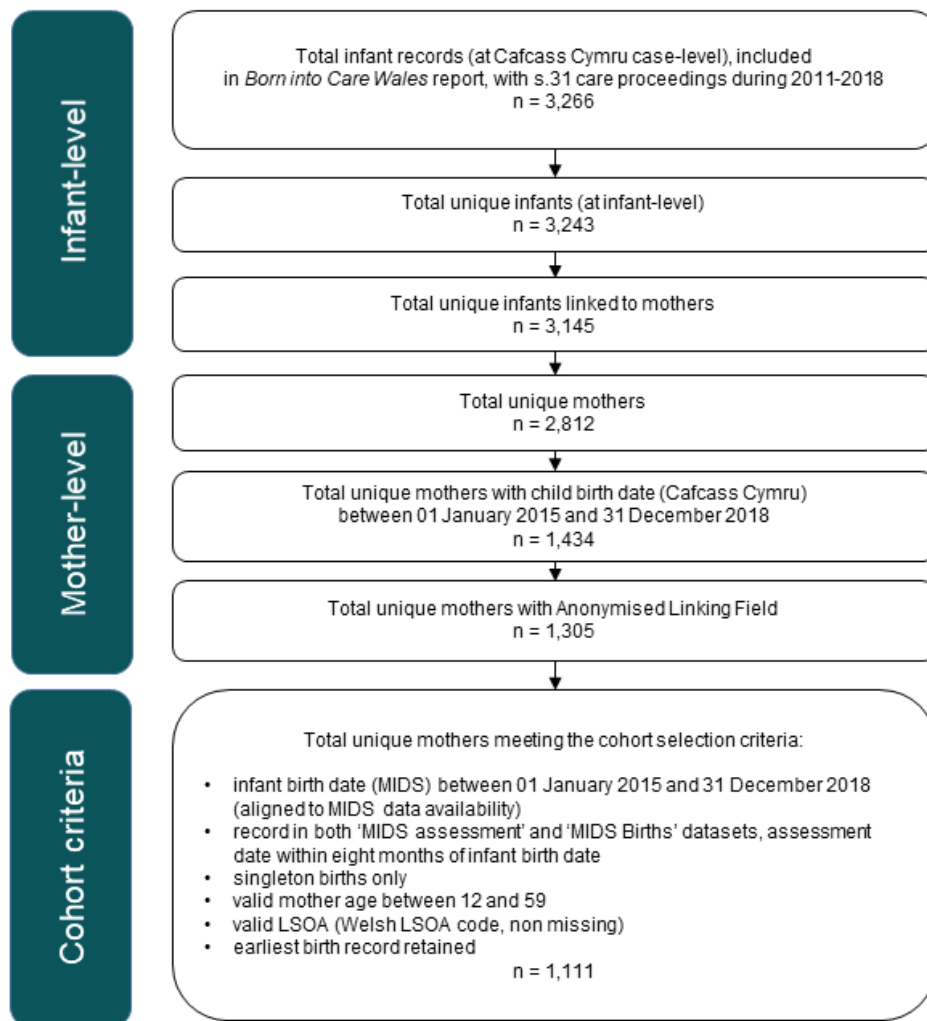 Infant-level
Total infant records (at Cafcass Cymru case-level), included
in Born into Care Wales report, with s.31 care proceedings during 2011-2018
n = 3,266
Total unique infants (at infant-level)
n = 3,243
Total unique infants linked to mothers
n = 3,145
Mother-level
Total unique mothers
n = 2,812
Total unique mothers with child birth date (Cafcass Cymru)
between 01 January 2015 and 31 December 2018
n = 1,434
Total unique mothers with Anonymised Linking Field
n = 1,305
Cohort criteria
Total unique mothers meeting the cohort selection criteria:
• infant birth date (MIDS) between 01 January 2015 and 31 December 2018
(aligned to MIDS data availability)
• record in both ‘MIDS assessment’ and ‘MIDS Births’ datasets, assessment
date within eight months of infant birth date
• singleton births only
• valid mother age between 12 and 59
• valid LSOA (Welsh LSOA code, non missing)
• earliest birth record retained
n = 1,111